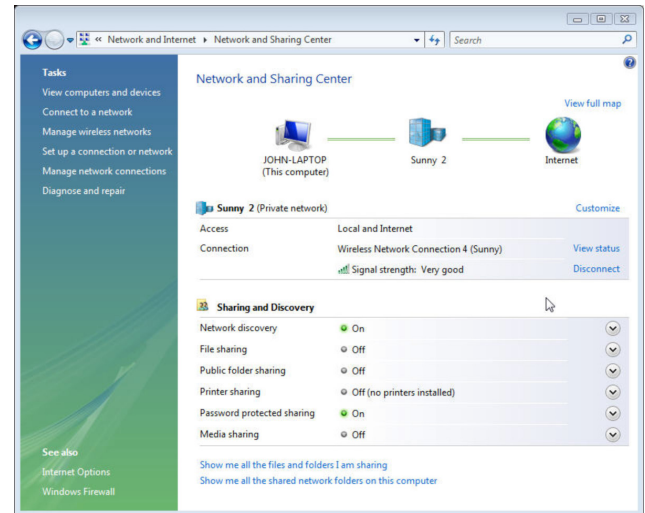 « Network and Internet ▸ Network and Sharing Center
Search
Tasks
View computers and devices
Connect to a network
Manage wireless networks
Set up a connection or network
Manage network connections
Diagnose and repair
See also
Internet Options
Windows Firewall
Network and Sharing Center
View full map
JOHN-LAPTOP Sunny 2 Internet
(This computer)
Sunny 2 (Private network) Customize
Access Local and Internet
Connection Wireless Network Connection 4 (Sunny) View status
Signal strength: Very good Disconnect
Sharing and Discovery
Network discovery On
File sharing Off
Public folder sharing Off
Printer sharing Off (no printers installed)
Password protected sharing On
Media sharing Off
Show me all the files and folders I am sharing
Show me all the shared network folders on this computer